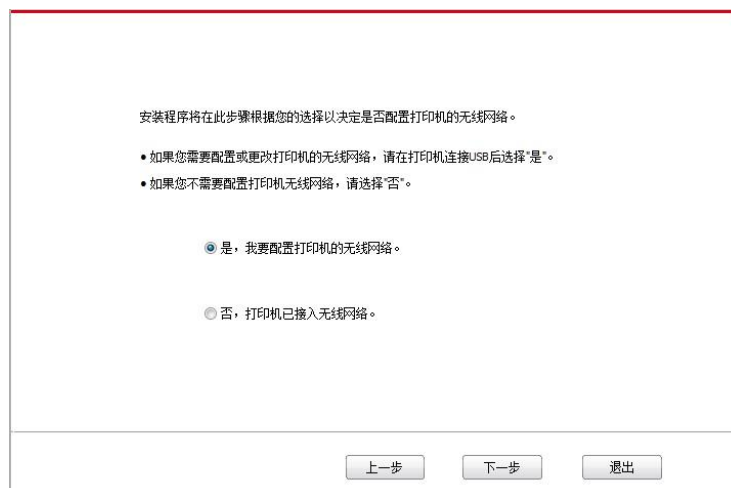 安装程序将在此步骤根据您的选择以决定是否配置打印机的无线网络。
• 如果您需要配置或更改打印机的无线网络，请在打印机连接USB后选择"是"。
• 如果您不需要配置打印机无线网络，请选择"否"。
是，我要配置打印机的无线网络。
否，打印机已接入无线网络。
上一步 下一步 退出